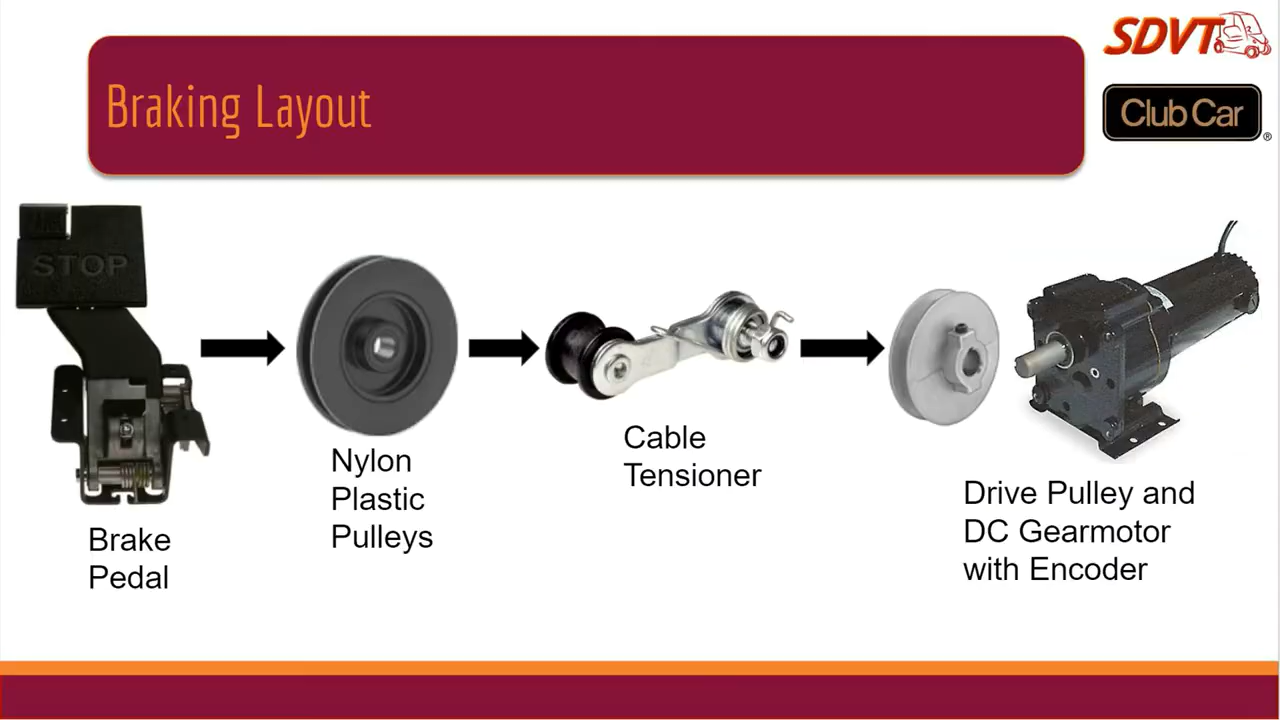 SDVT
Braking Layout
Club Car
®
STOP
Brake
Pedal
Nylon
Plastic
Pulleys
Cable
Tensioner
Drive Pulley and
DC Gearmotor
with Encoder